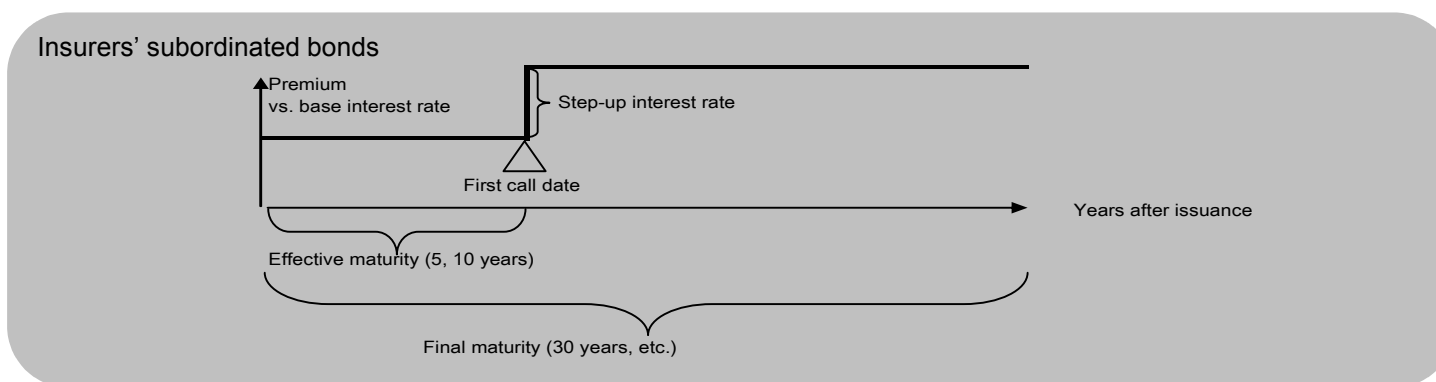 Insurers’ subordinated bonds
Premium
vs. base interest rate
Step-up interest rate
First call date
Years after issuance
Effective maturity (5, 10 years)
Final maturity (30 years, etc.)